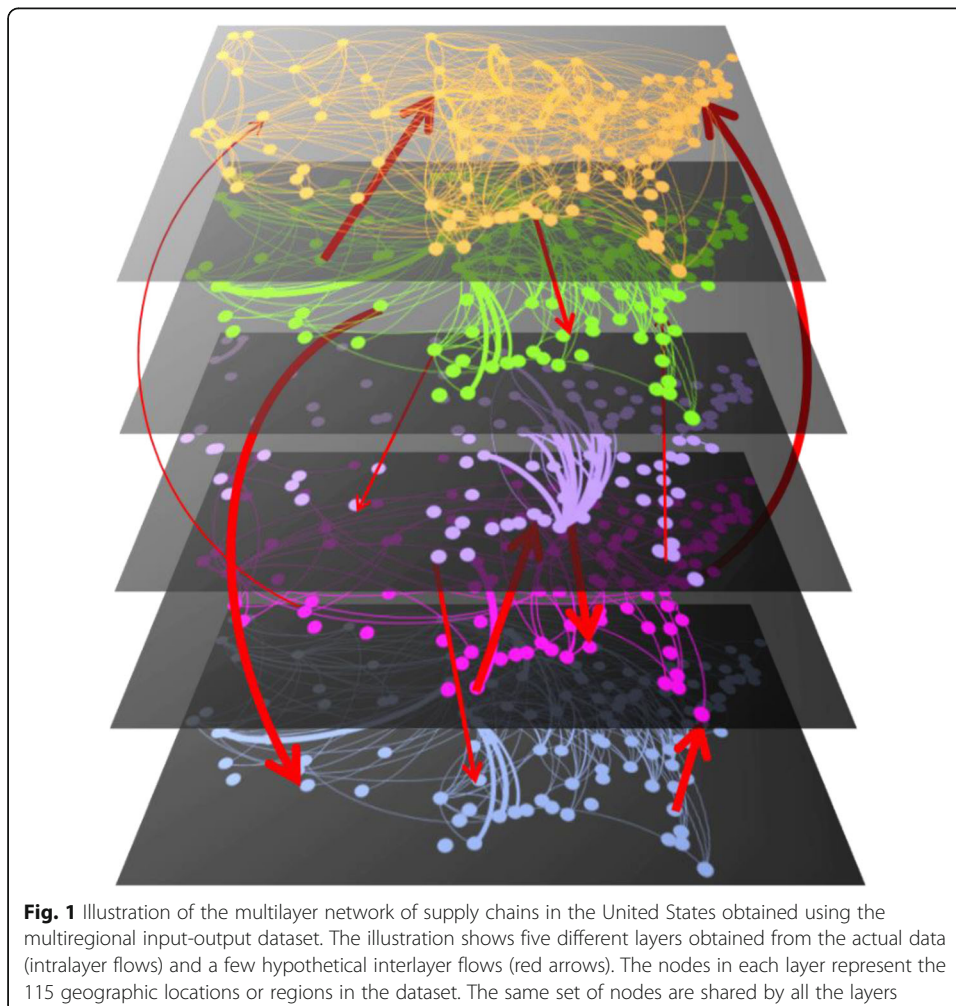 Fig. 1 Illustration of the multilayer network of supply chains in the United States obtained using the
multiregional input-output dataset. The illustration shows five different layers obtained from the actual data
(intralayer flows) and a few hypothetical interlayer flows (red arrows). The nodes in each layer represent the
115 geographic locations or regions in the dataset. The same set of nodes are shared by all the layers